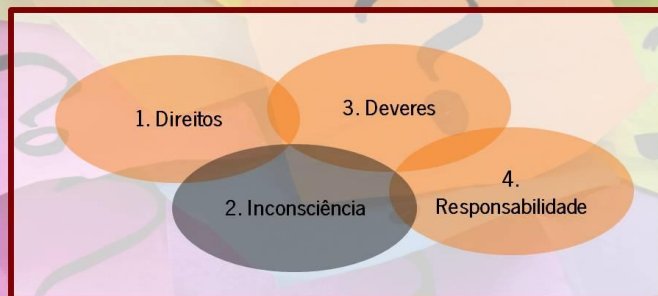 1. Direitos
3. Deveres
2. Inconsciência
4.
Responsabilidade